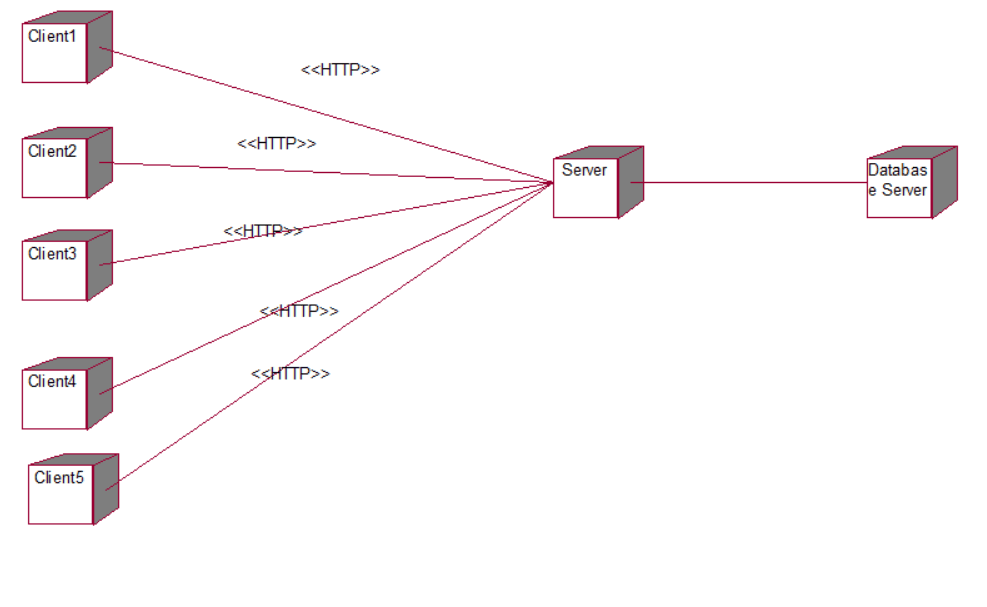 Client1
<<HTTP>>
Client2
<<HTTP>>
Server
Databas
e Server
Client3
<<HTTP>>
<<HTTP>>
Client4
<<HTTP>>
Client5